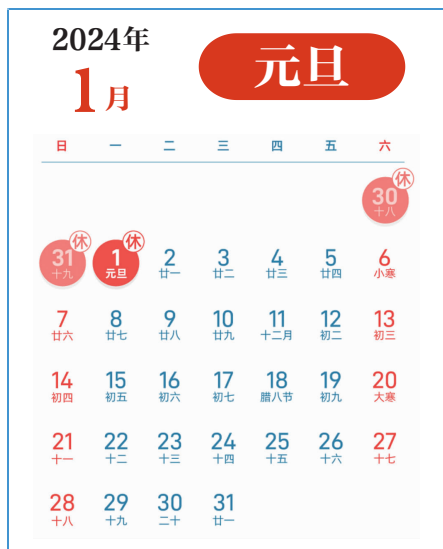 2024年
1月
元旦
日 一 二 三 四 五 六
休
30
十八
休 休
31 1 2 3 4 5 6
十九 元旦 廿一 廿二 廿三 廿四 小寒
7 8 9 10 11 12 13
廿六 廿七 廿八 廿九 十二月 初二 初三
14 15 16 17 18 19 20
初四 初五 初六 初七 腊八节 初九 大寒
21 22 23 24 25 26 27
十一 十二 十三 十四 十五 十六 十七
28 29 30 31
十八 十九 二十 廿一